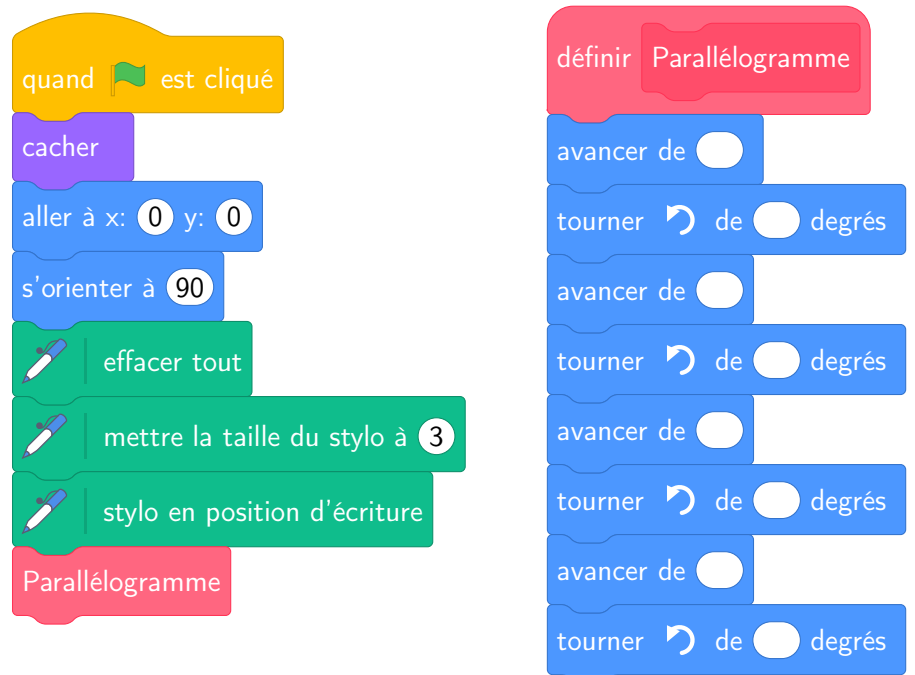 quand est cliqué
cacher
aller à x: 0 y: 0
s'orienter à 90
effacer tout
mettre la taille du stylo à 3
stylo en position d'écriture
Parallélogramme
définir Parallélogramme
avancer de
tourner de degrés
avancer de
tourner de degrés
avancer de
tourner de degrés
avancer de
tourner de degrés